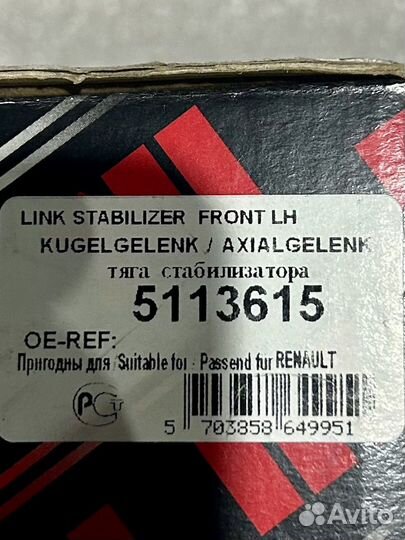 LINK STABILIZER FRONT LH
KUGELGELENK / AXIALGELENK
тяга стабилизатора
5113615
OE-REF:
Пригодны для /Suitable for : Passend fur RENAULT
РСТ
5 703858 649951
Avito